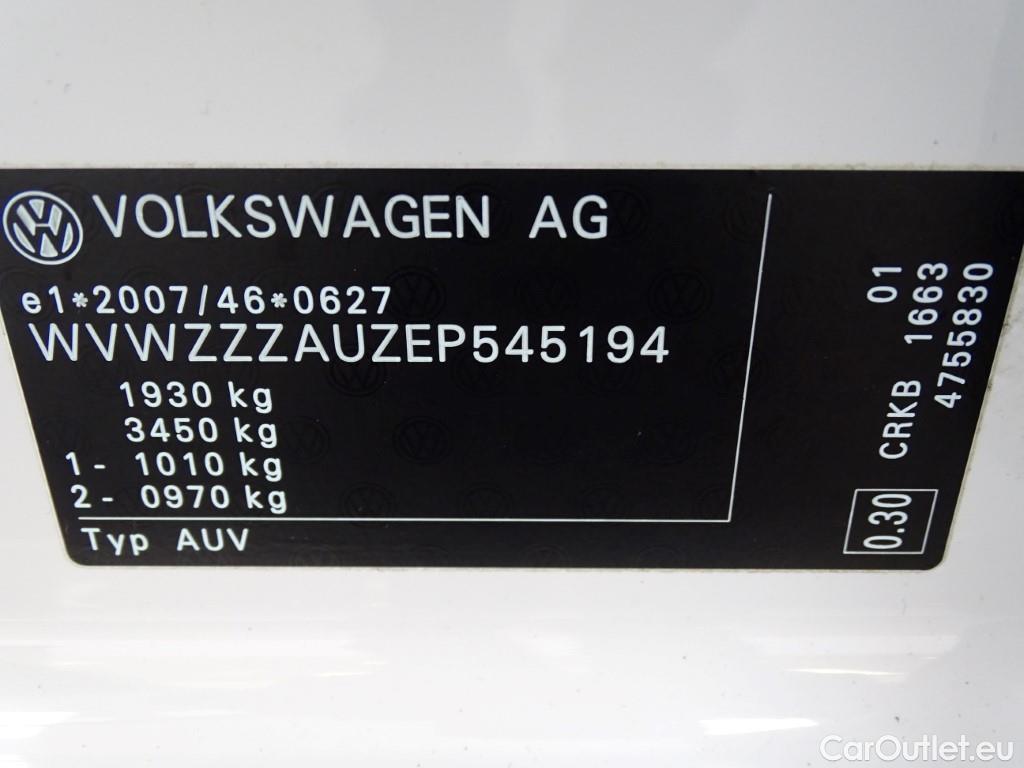 VOLKSWAGEN AG
e1*2007/46*0627
WVWZZZAUZEP545194
1930 kg
3450 kg
1- 1010 kg
2- 0970 kg
Typ AUV
0.30 CRKB 1663 01
4755830
CarOutlet.eu